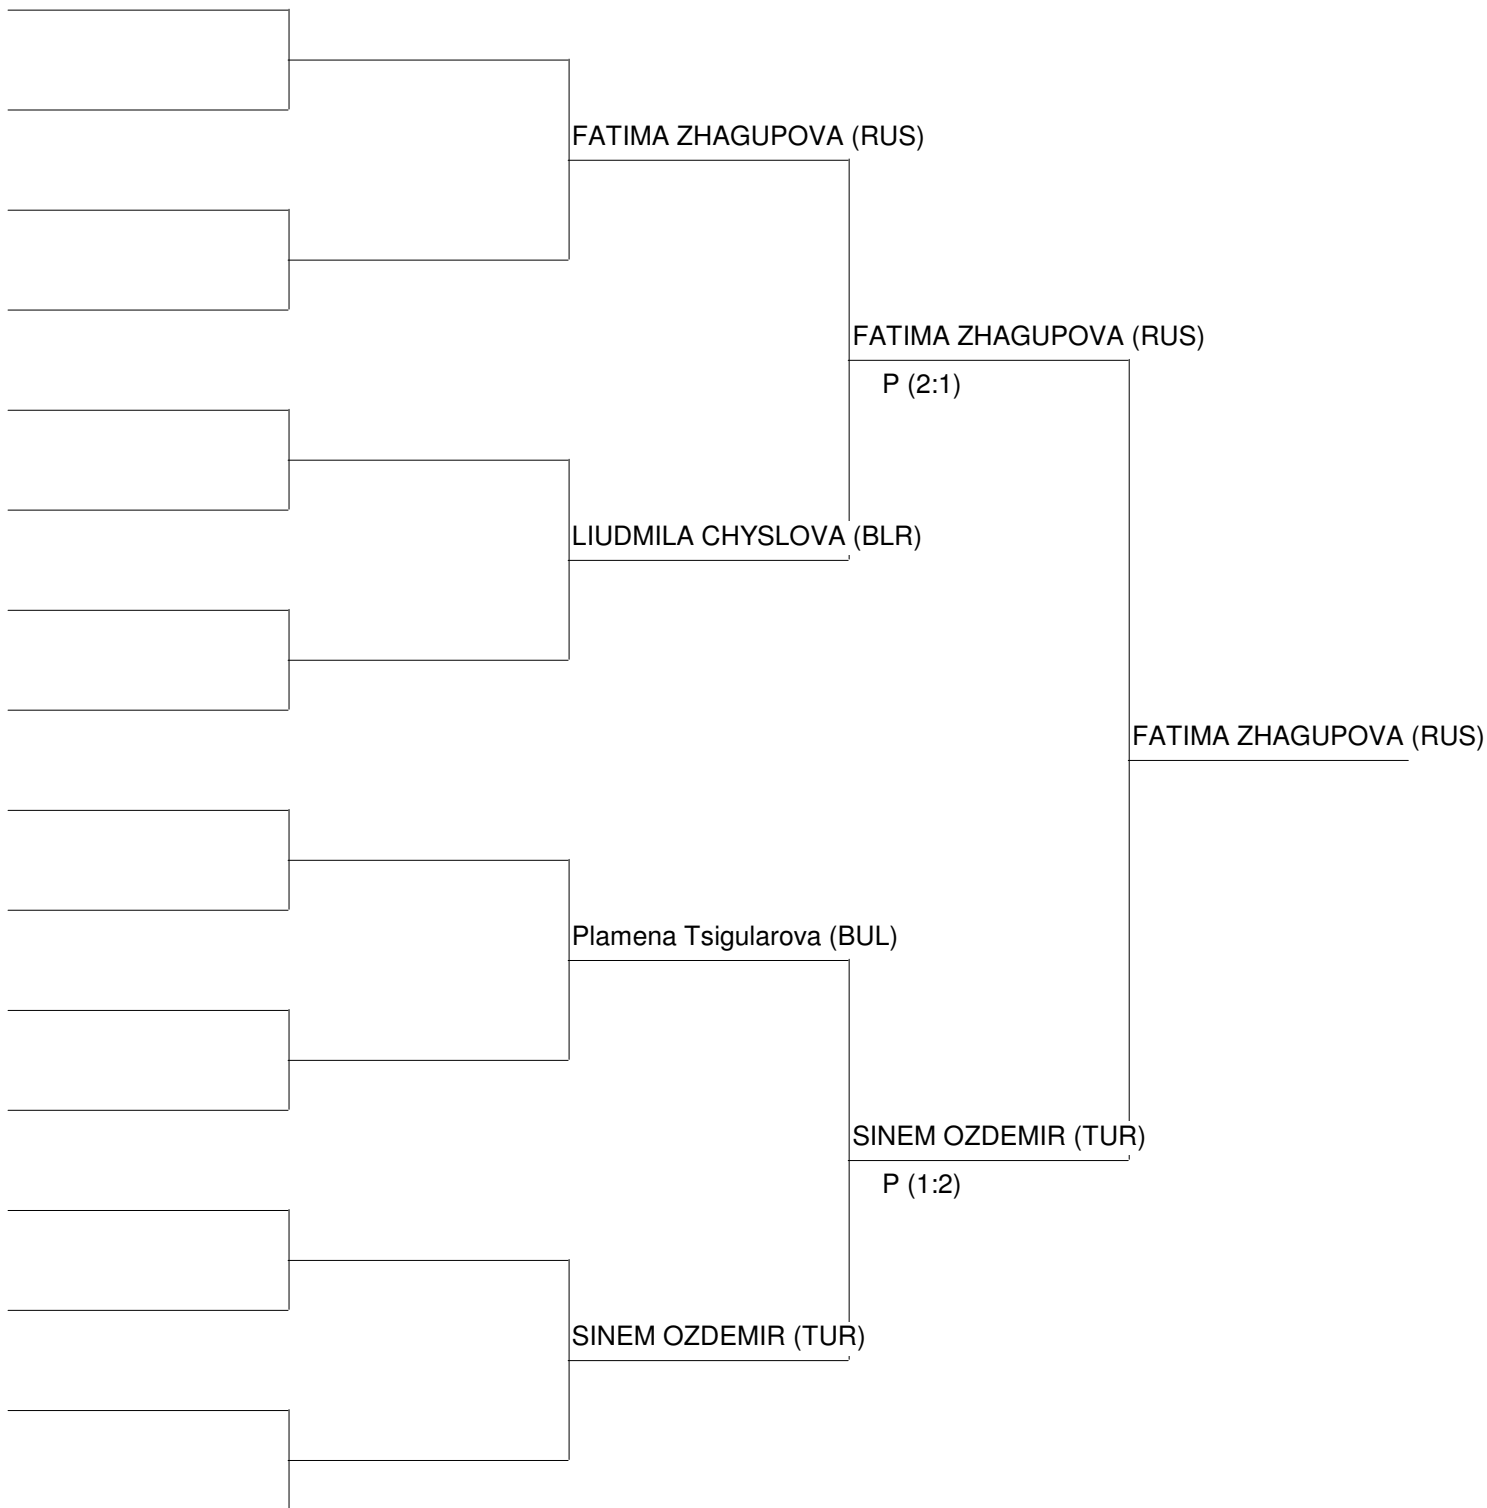 FATIMA ZHAGUPOVA (RUS)
FATIMA ZHAGUPOVA (RUS)
P (2:1)
LIUDMILA CHYSLOVA (BLR)
FATIMA ZHAGUPOVA (RUS)
Plamena Tsigularova (BUL)
SINEM OZDEMIR (TUR)
P (1:2)
SINEM OZDEMIR (TUR)